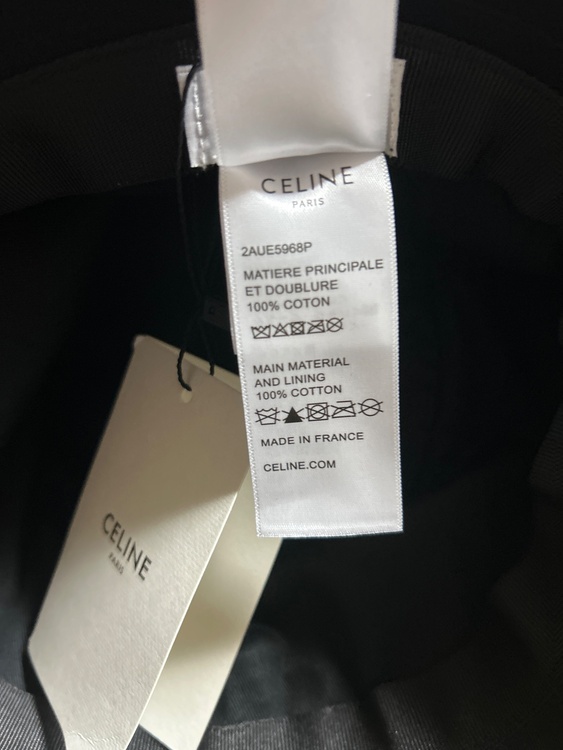 CELINE
PARIS
2AUE5968P
MATIERE PRINCIPALE
ET DOUBLURE
100% COTON
MAIN MATERIAL
AND LINING
100% COTTON
MADE IN FRANCE
CELINE.COM
CELINE
PARIS